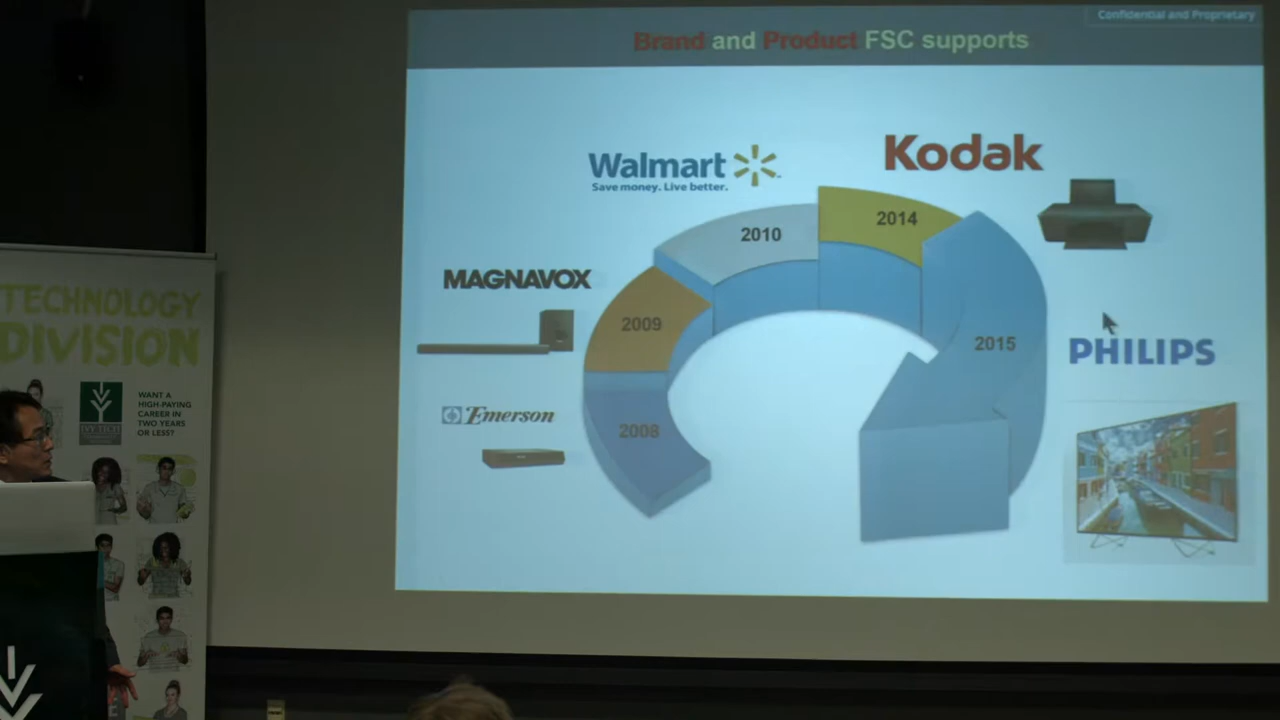 Confidential and Proprietary
Brand and Product FSC supports
Walmart
Save money. Live better.
Kodak
2014
2010
MAGNAVOX
2009
2015
PHILIPS
Emerson
2008
TECHNOLOGY
DIVISION
WANT A
HIGH-PAYING
CAREER IN
TWO YEARS
OR LESS?